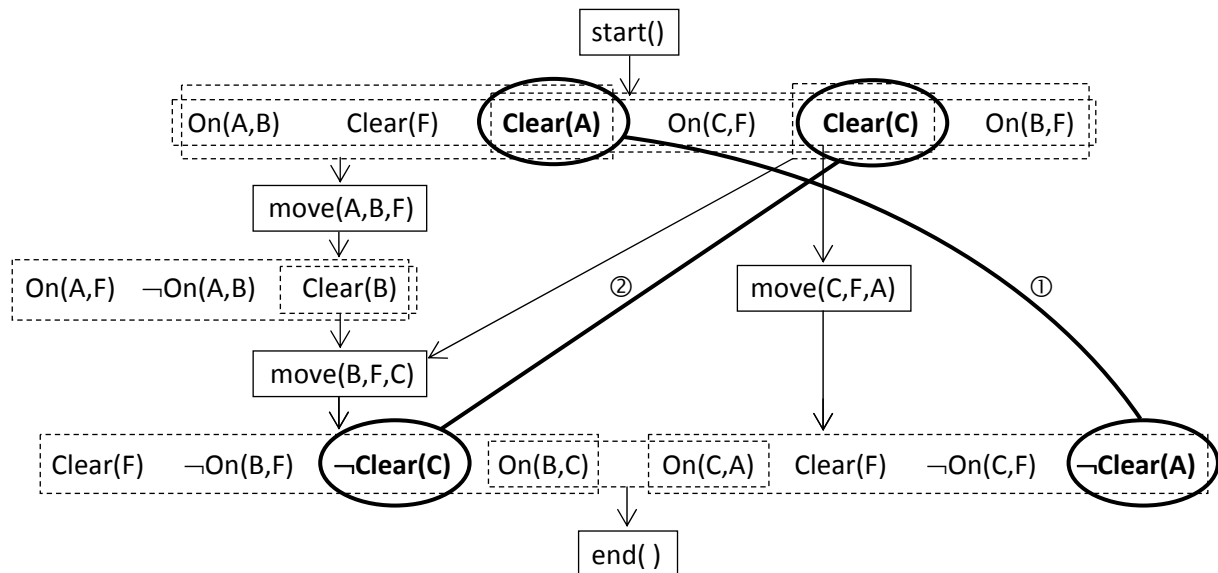 start()
On(A,B) Clear(F) Clear(A) On(C,F) Clear(C) On(B,F)
move(A,B,F)
On(A,F) ¬On(A,B) Clear(B)
② move(C,F,A) ①
move(B,F,C)
Clear(F) ¬On(B,F) ¬Clear(C) On(B,C) On(C,A) Clear(F) ¬On(C,F) ¬Clear(A)
end( )